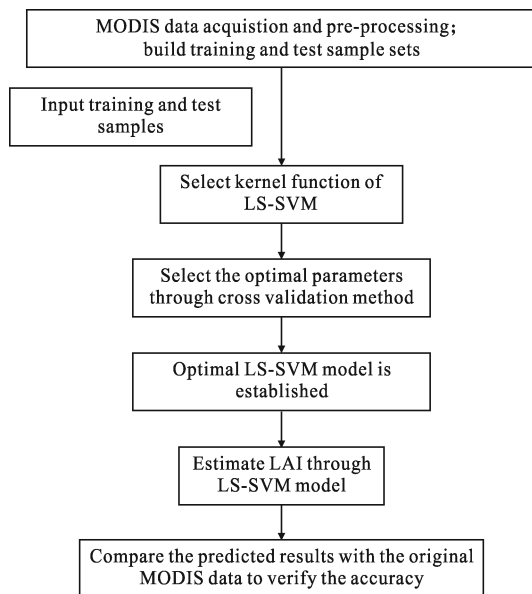 MODIS data acquistion and pre-processing;
build training and test sample sets
Input training and test
samples
Select kernel function of
LS-SVM
Select the optimal parameters
through cross validation method
Optimal LS-SVM model is
established
Estimate LAI through
LS-SVM model
Compare the predicted results with the original
MODIS data to verify the accuracy